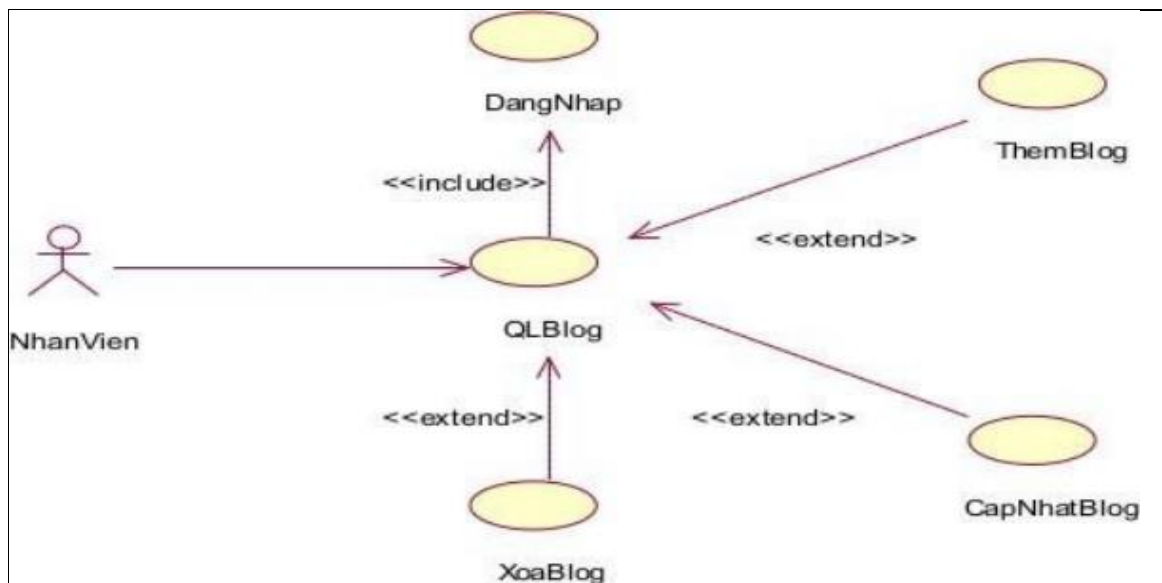 DangNhap
ThemBlog
<<include>>
<<extend>>
NhanVien
QLBlog
<<extend>>
<<extend>>
CapNhatBlog
XoaBlog